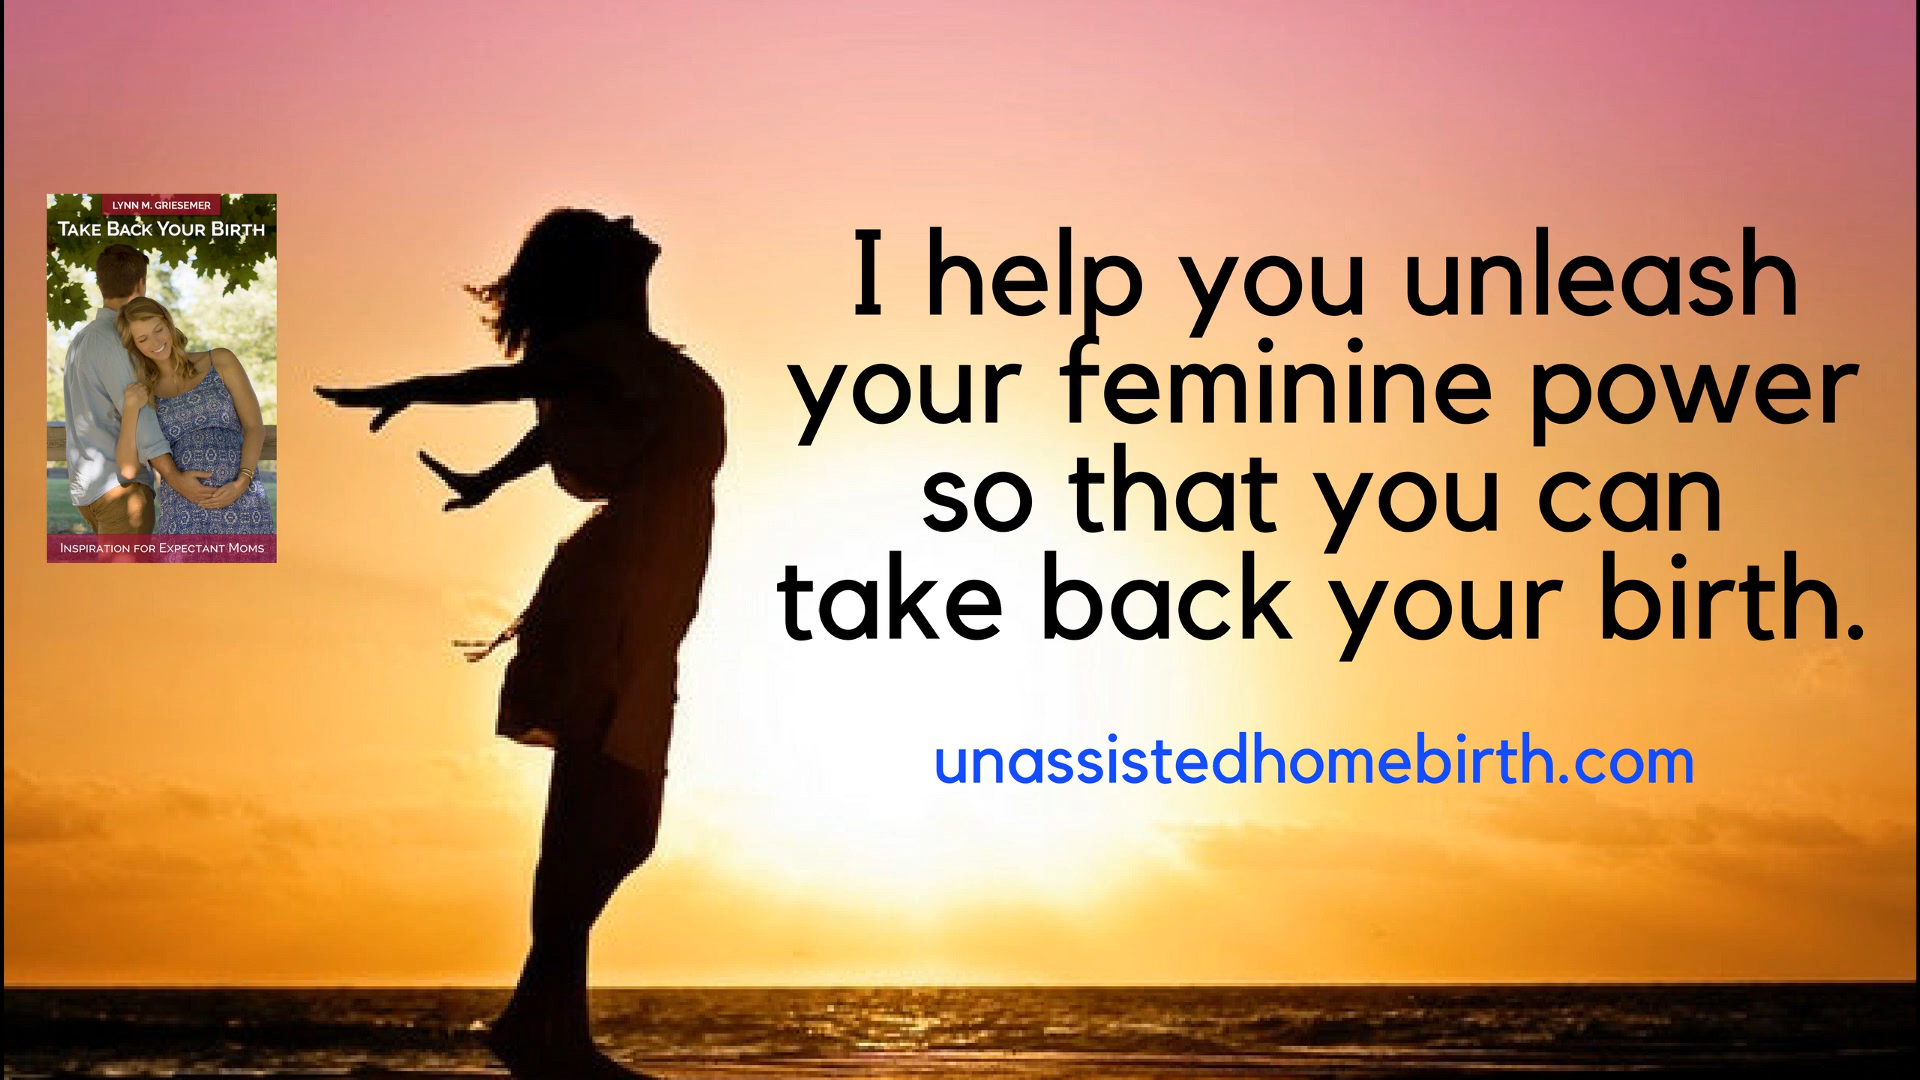 LYNN M. GRIESEMER
TAKE BACK YOUR BIRTH
INSPIRATION FOR EXPECTANT MOMS
I help you unleash
your feminine power
so that you can
take back your birth.
unassistedhomebirth.com